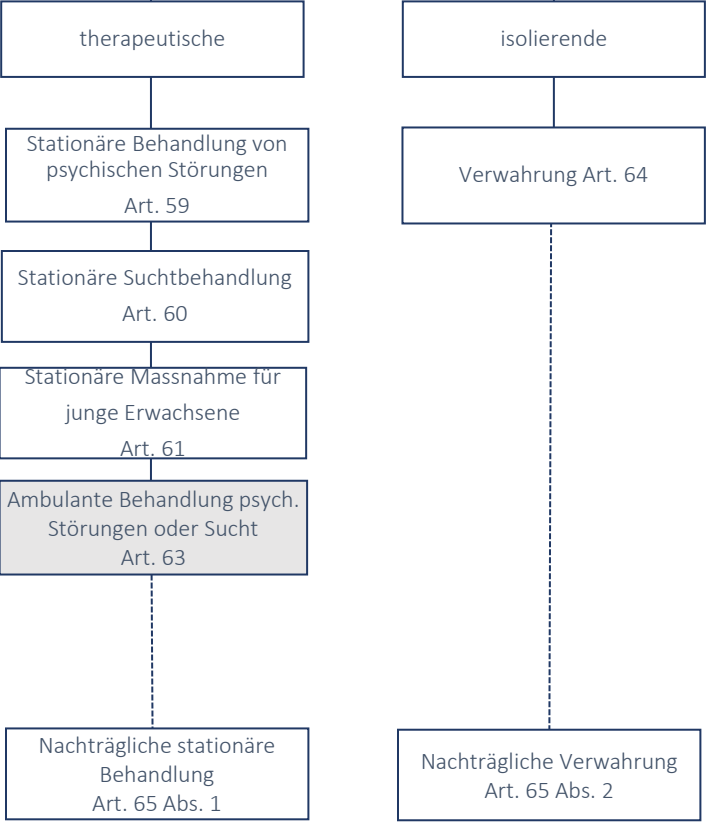 therapeutische
isolierende
Stationäre Behandlung von
psychischen Störungen
Art. 59
Verwahrung Art. 64
Stationäre Suchtbehandlung
Art. 60
Stationäre Massnahme für
junge Erwachsene
Art. 61
Ambulante Behandlung psych.
Störungen oder Sucht
Art. 63
Nachträgliche stationäre
Behandlung
Art. 65 Abs. 1
Nachträgliche Verwahrung
Art. 65 Abs. 2